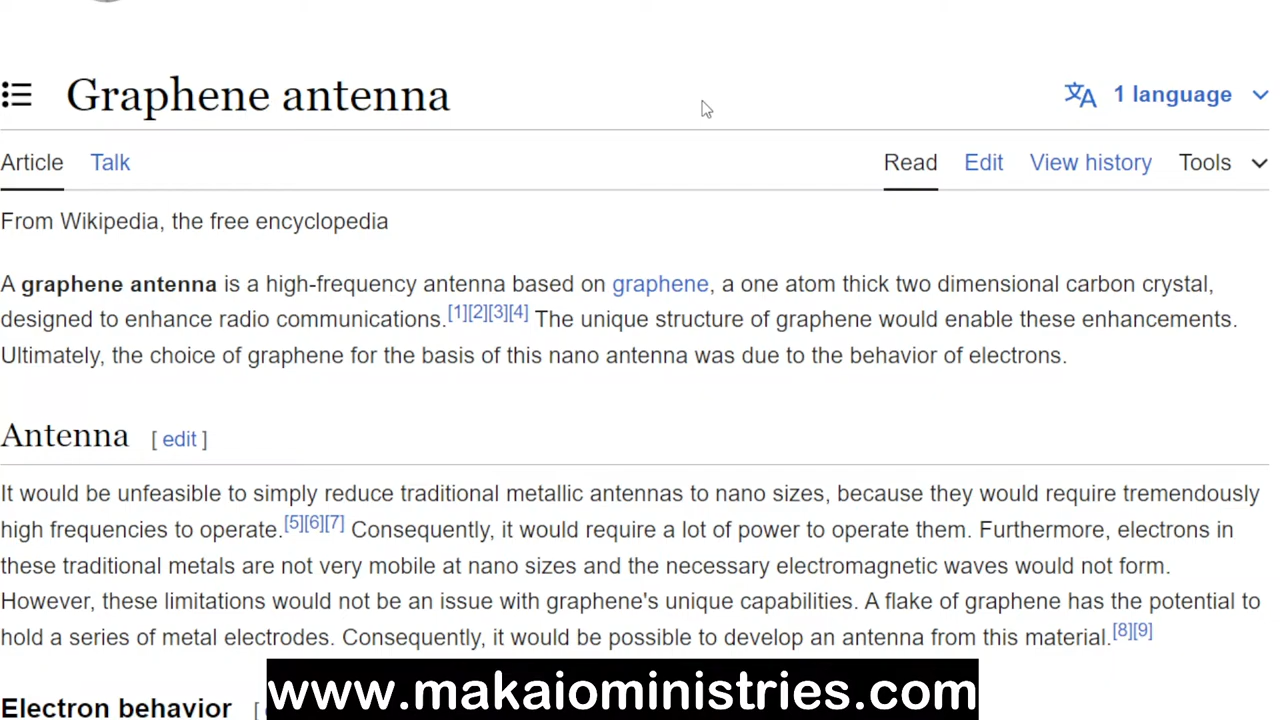 Graphene antenna
1 language
Article Talk Read Edit View history Tools
From Wikipedia, the free encyclopedia
A graphene antenna is a high-frequency antenna based on graphene, a one atom thick two dimensional carbon crystal,
designed to enhance radio communications.[1][2][3][4] The unique structure of graphene would enable these enhancements.
Ultimately, the choice of graphene for the basis of this nano antenna was due to the behavior of electrons.
Antenna [ edit ]
It would be unfeasible to simply reduce traditional metallic antennas to nano sizes, because they would require tremendously
high frequencies to operate.[5][6][7] Consequently, it would require a lot of power to operate them. Furthermore, electrons in
these traditional metals are not very mobile at nano sizes and the necessary electromagnetic waves would not form.
However, these limitations would not be an issue with graphene's unique capabilities. A flake of graphene has the potential to
hold a series of metal electrodes. Consequently, it would be possible to develop an antenna from this material.[8][9]
Electron behavior [
www.makaioministries.com